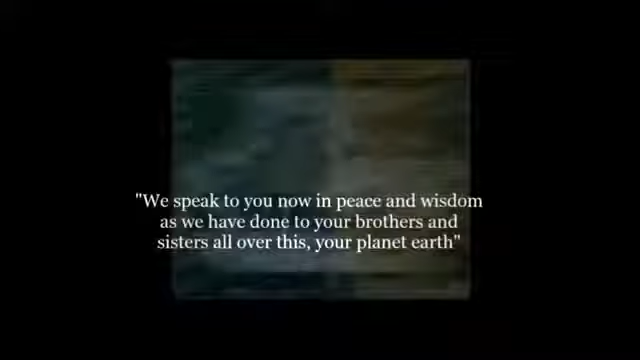 "We speak to you now in peace and wisdom
as we have done to your brothers and
sisters all over this, your planet earth"